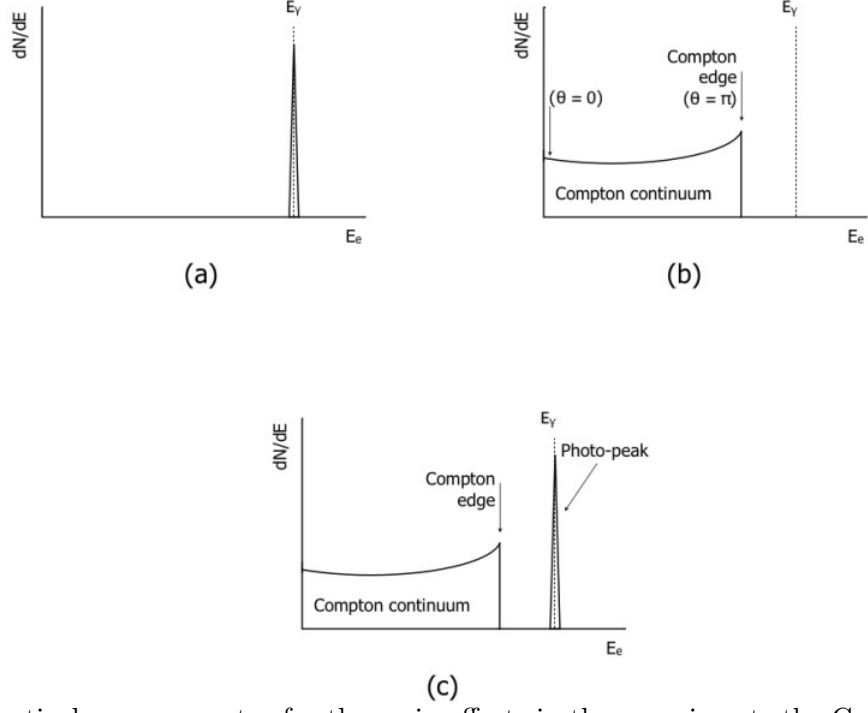 Eγ
dN/dE
Ee
(a)
Eγ
dN/dE
Compton
edge
(θ = 0)
(θ = π)
Compton continuum
Ee
(b)
Eγ
dN/dE
Photo-peak
Compton
edge
Compton continuum
Ee
(c)